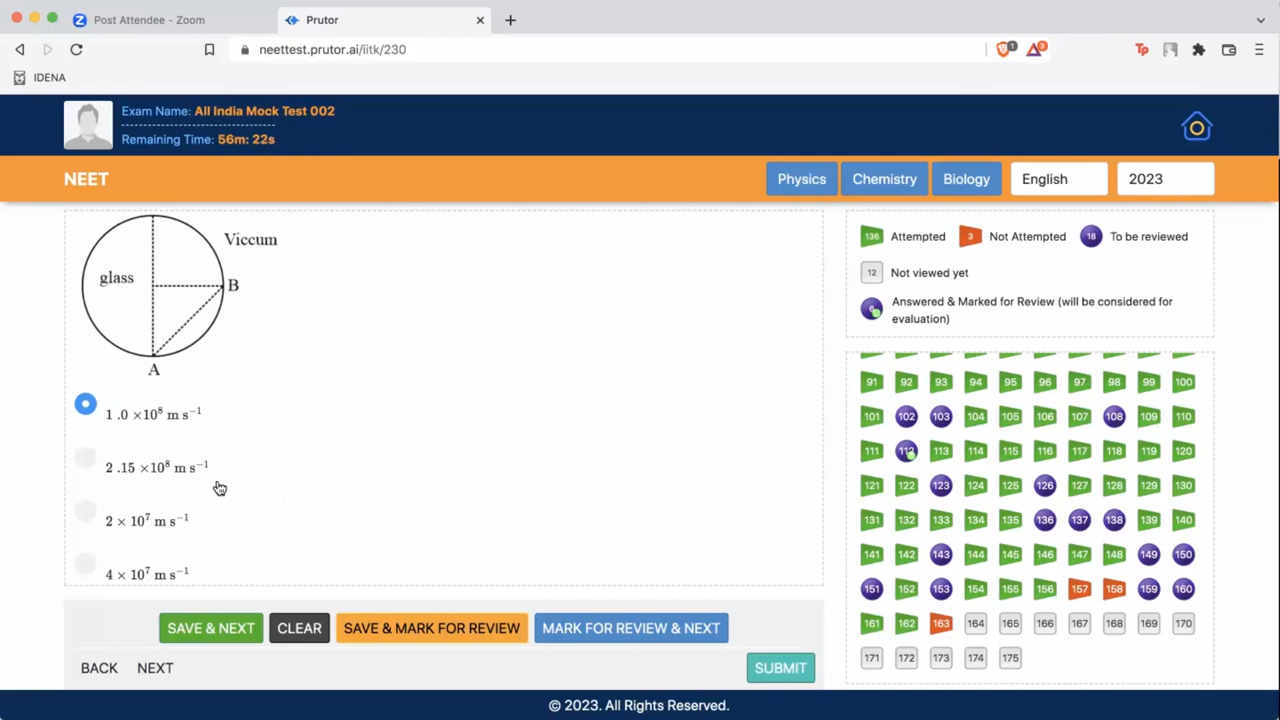 Post Attendee - Zoom
Prutor
neettest.prutor.ai/iitk/230
1
3
Tp
IDENA
Exam Name: All India Mock Test 002
Remaining Time: 56m: 22s
NEET
Physics
Chemistry
Biology
English
2023
Viccum
glass
B
A
1 .0 ×10⁸ m s⁻¹
2 .15 ×10⁸ m s⁻¹
2 × 10⁷ m s⁻¹
4 × 10⁷ m s⁻¹
SAVE & NEXT
CLEAR
SAVE & MARK FOR REVIEW
MARK FOR REVIEW & NEXT
BACK
NEXT
SUBMIT
136 Attempted
3 Not Attempted
18 To be reviewed
12 Not viewed yet
6 Answered & Marked for Review (will be considered for
evaluation)
91 92 93 94 95 96 97 98 99 100
101 102 103 104 105 106 107 108 109 110
111 112 113 114 115 116 117 118 119 120
121 122 123 124 125 126 127 128 129 130
131 132 133 134 135 136 137 138 139 140
141 142 143 144 145 146 147 148 149 150
151 152 153 154 155 156 157 158 159 160
161 162 163 164 165 166 167 168 169 170
171 172 173 174 175
© 2023. All Rights Reserved.